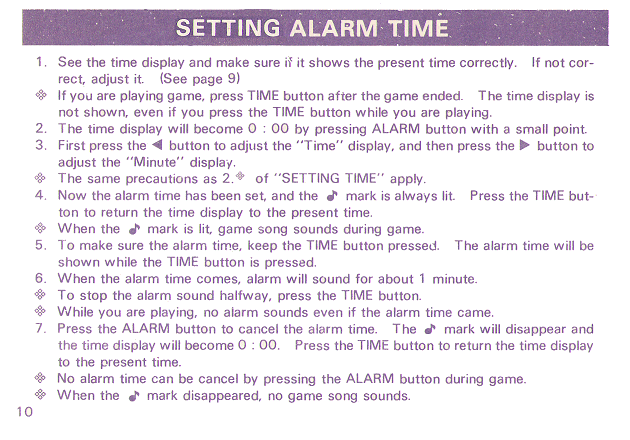 SETTING ALARM TIME
1. See the time display and make sure if it shows the present time correctly. If not cor-
rect, adjust it. (See page 9)
※ If you are playing game, press TIME button after the game ended. The time display is
not shown, even if you press the TIME button while you are playing.
2. The time display will become 0 : 00 by pressing ALARM button with a small point.
3. First press the ◀ button to adjust the "Time" display, and then press the ▶ button to
adjust the "Minute" display.
※ The same precautions as 2.※ of "SETTING TIME" apply.
4. Now the alarm time has been set, and the ♪ mark is always lit. Press the TIME but-
ton to return the time display to the present time.
※ When the ♪ mark is lit, game song sounds during game.
5. To make sure the alarm time, keep the TIME button pressed. The alarm time will be
shown while the TIME button is pressed.
6. When the alarm time comes, alarm will sound for about 1 minute.
※ To stop the alarm sound halfway, press the TIME button.
※ While you are playing, no alarm sounds even if the alarm time came.
7. Press the ALARM button to cancel the alarm time. The ♪ mark will disappear and
the time display will become 0 : 00. Press the TIME button to return the time display
to the present time.
※ No alarm time can be cancel by pressing the ALARM button during game.
※ When the ♪ mark disappeared, no game song sounds.
10